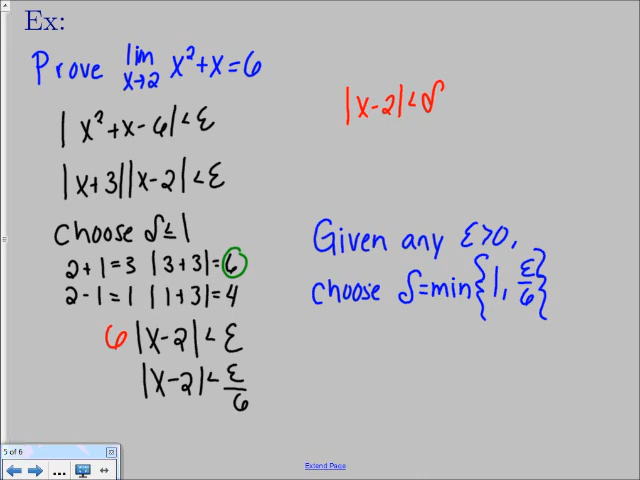 Ex:
Prove lim x→2 x²+x=6
|x²+x-6|<ε
|x+3||x-2|<ε
choose δ≤1
2+1=3 |3+3|=6
2-1=1 |1+3|=4
6|x-2|<ε
|x-2|<ε/6
|x-2|<δ
Given any ε>0,
choose δ=min{1, ε/6}
5 of 6
...
Extend Page